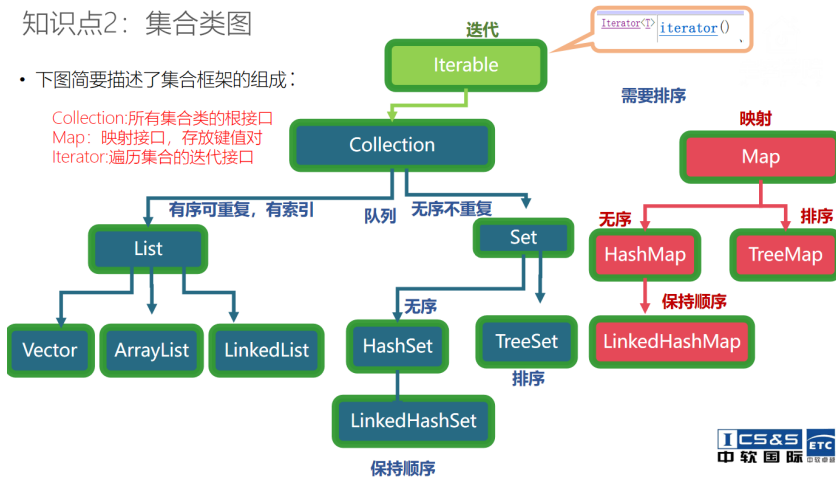 知识点2：集合类图
Iterator<T> iterator()
迭代
Iterable
• 下图简要描述了集合框架的组成：
需要排序
Collection:所有集合类的根接口
Map：映射接口，存放键值对
Iterator:遍历集合的迭代接口
映射
Collection
Map
有序可重复，有索引
队列
无序不重复
无序
排序
List
Set
HashMap
TreeMap
无序
保持顺序
Vector
ArrayList
LinkedList
HashSet
TreeSet
LinkedHashMap
排序
LinkedHashSet
保持顺序
ICS&S ETC
中软国际 中软卓越